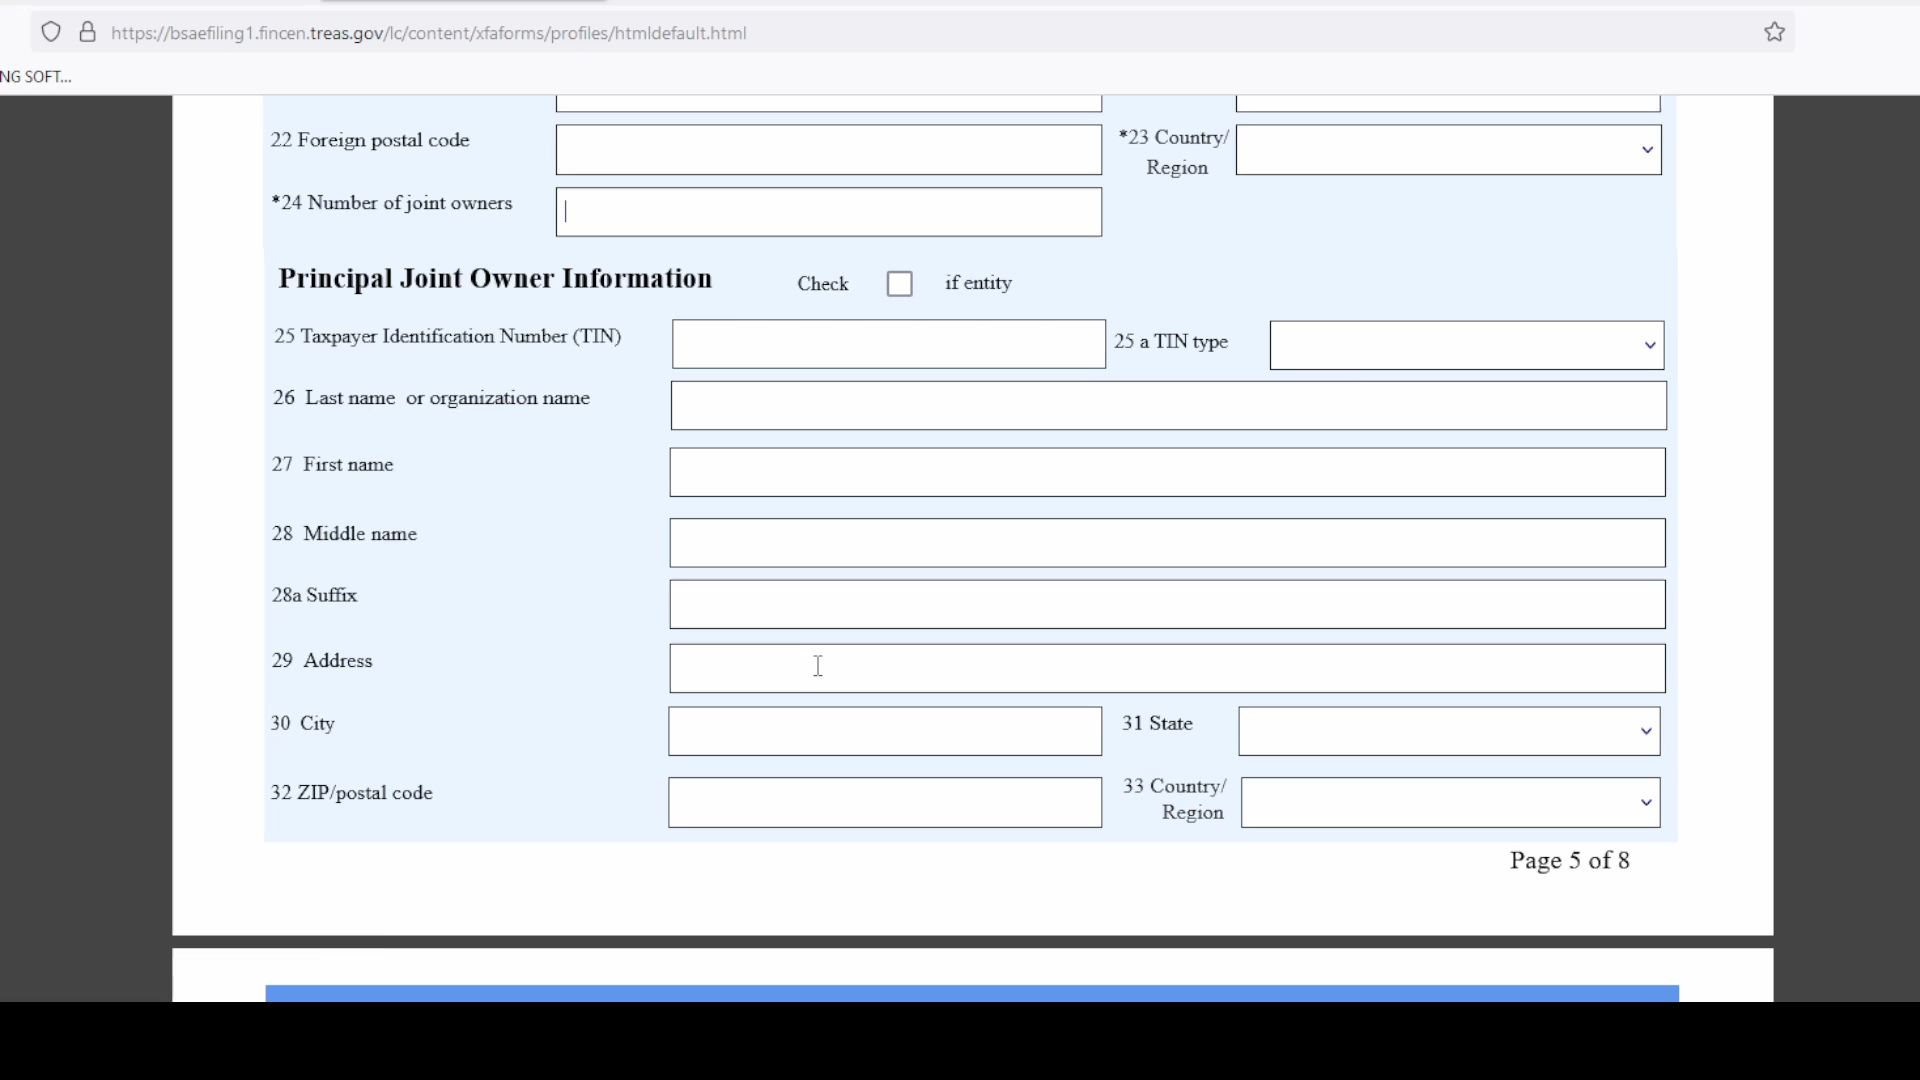 https://bsaefiling1.fincen.treas.gov/lc/content/xfaforms/profiles/htmldefault.html
NG SOFT...
22 Foreign postal code
*23 Country/
Region
*24 Number of joint owners
Principal Joint Owner Information Check if entity
25 Taxpayer Identification Number (TIN) 25 a TIN type
26 Last name or organization name
27 First name
28 Middle name
28a Suffix
29 Address
30 City 31 State
32 ZIP/postal code 33 Country/
Region
Page 5 of 8